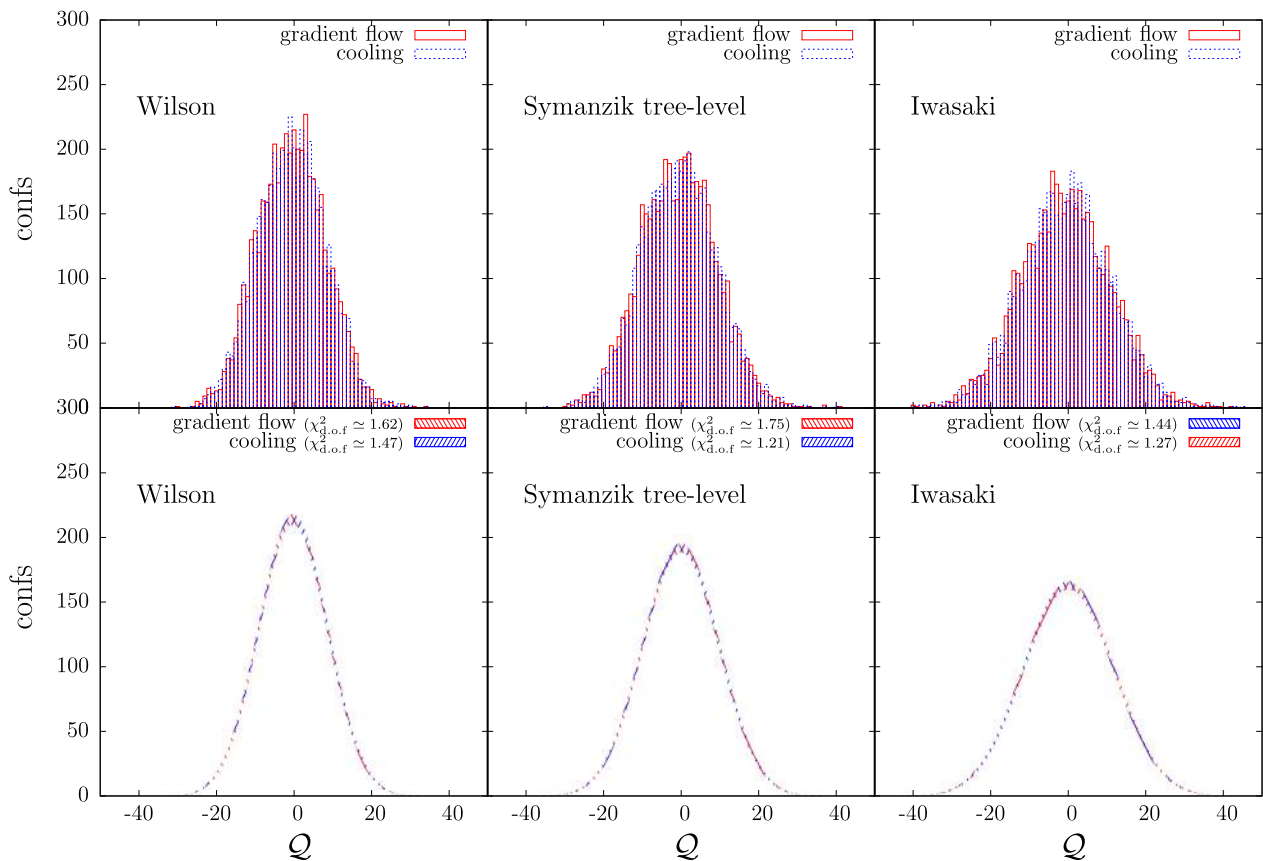 300
250
200
150
100
50
confs
gradient flow
cooling
Wilson
gradient flow
cooling
Symanzik tree-level
gradient flow
cooling
Iwasaki
300
250
200
150
100
50
0
confs
gradient flow (χ²d.o.f ≃ 1.62)
cooling (χ²d.o.f ≃ 1.47)
Wilson
gradient flow (χ²d.o.f ≃ 1.75)
cooling (χ²d.o.f ≃ 1.21)
Symanzik tree-level
gradient flow (χ²d.o.f ≃ 1.44)
cooling (χ²d.o.f ≃ 1.27)
Iwasaki
-40 -20 0 20 40
-40 -20 0 20 40
-40 -20 0 20 40
𝒬
𝒬
𝒬